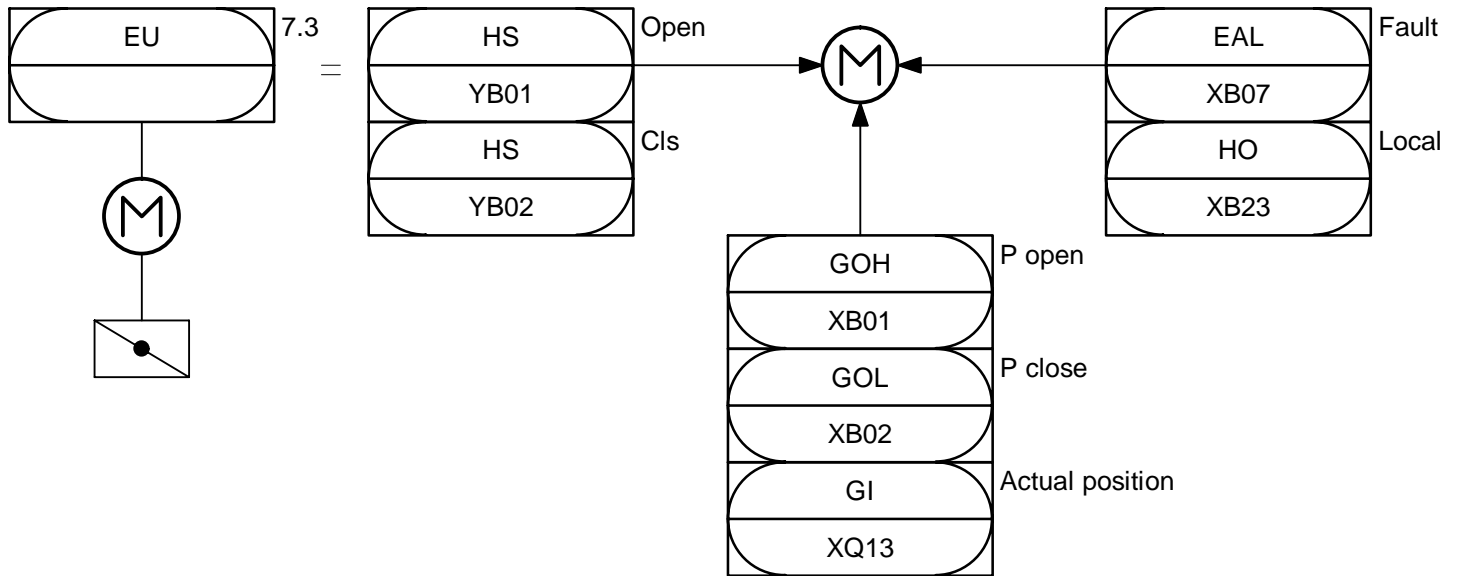 EU
7.3
=
HS
Open
YB01
HS
Cls
YB02
M
M
EAL
Fault
XB07
HO
Local
XB23
GOH
P open
XB01
GOL
P close
XB02
GI
Actual position
XQ13